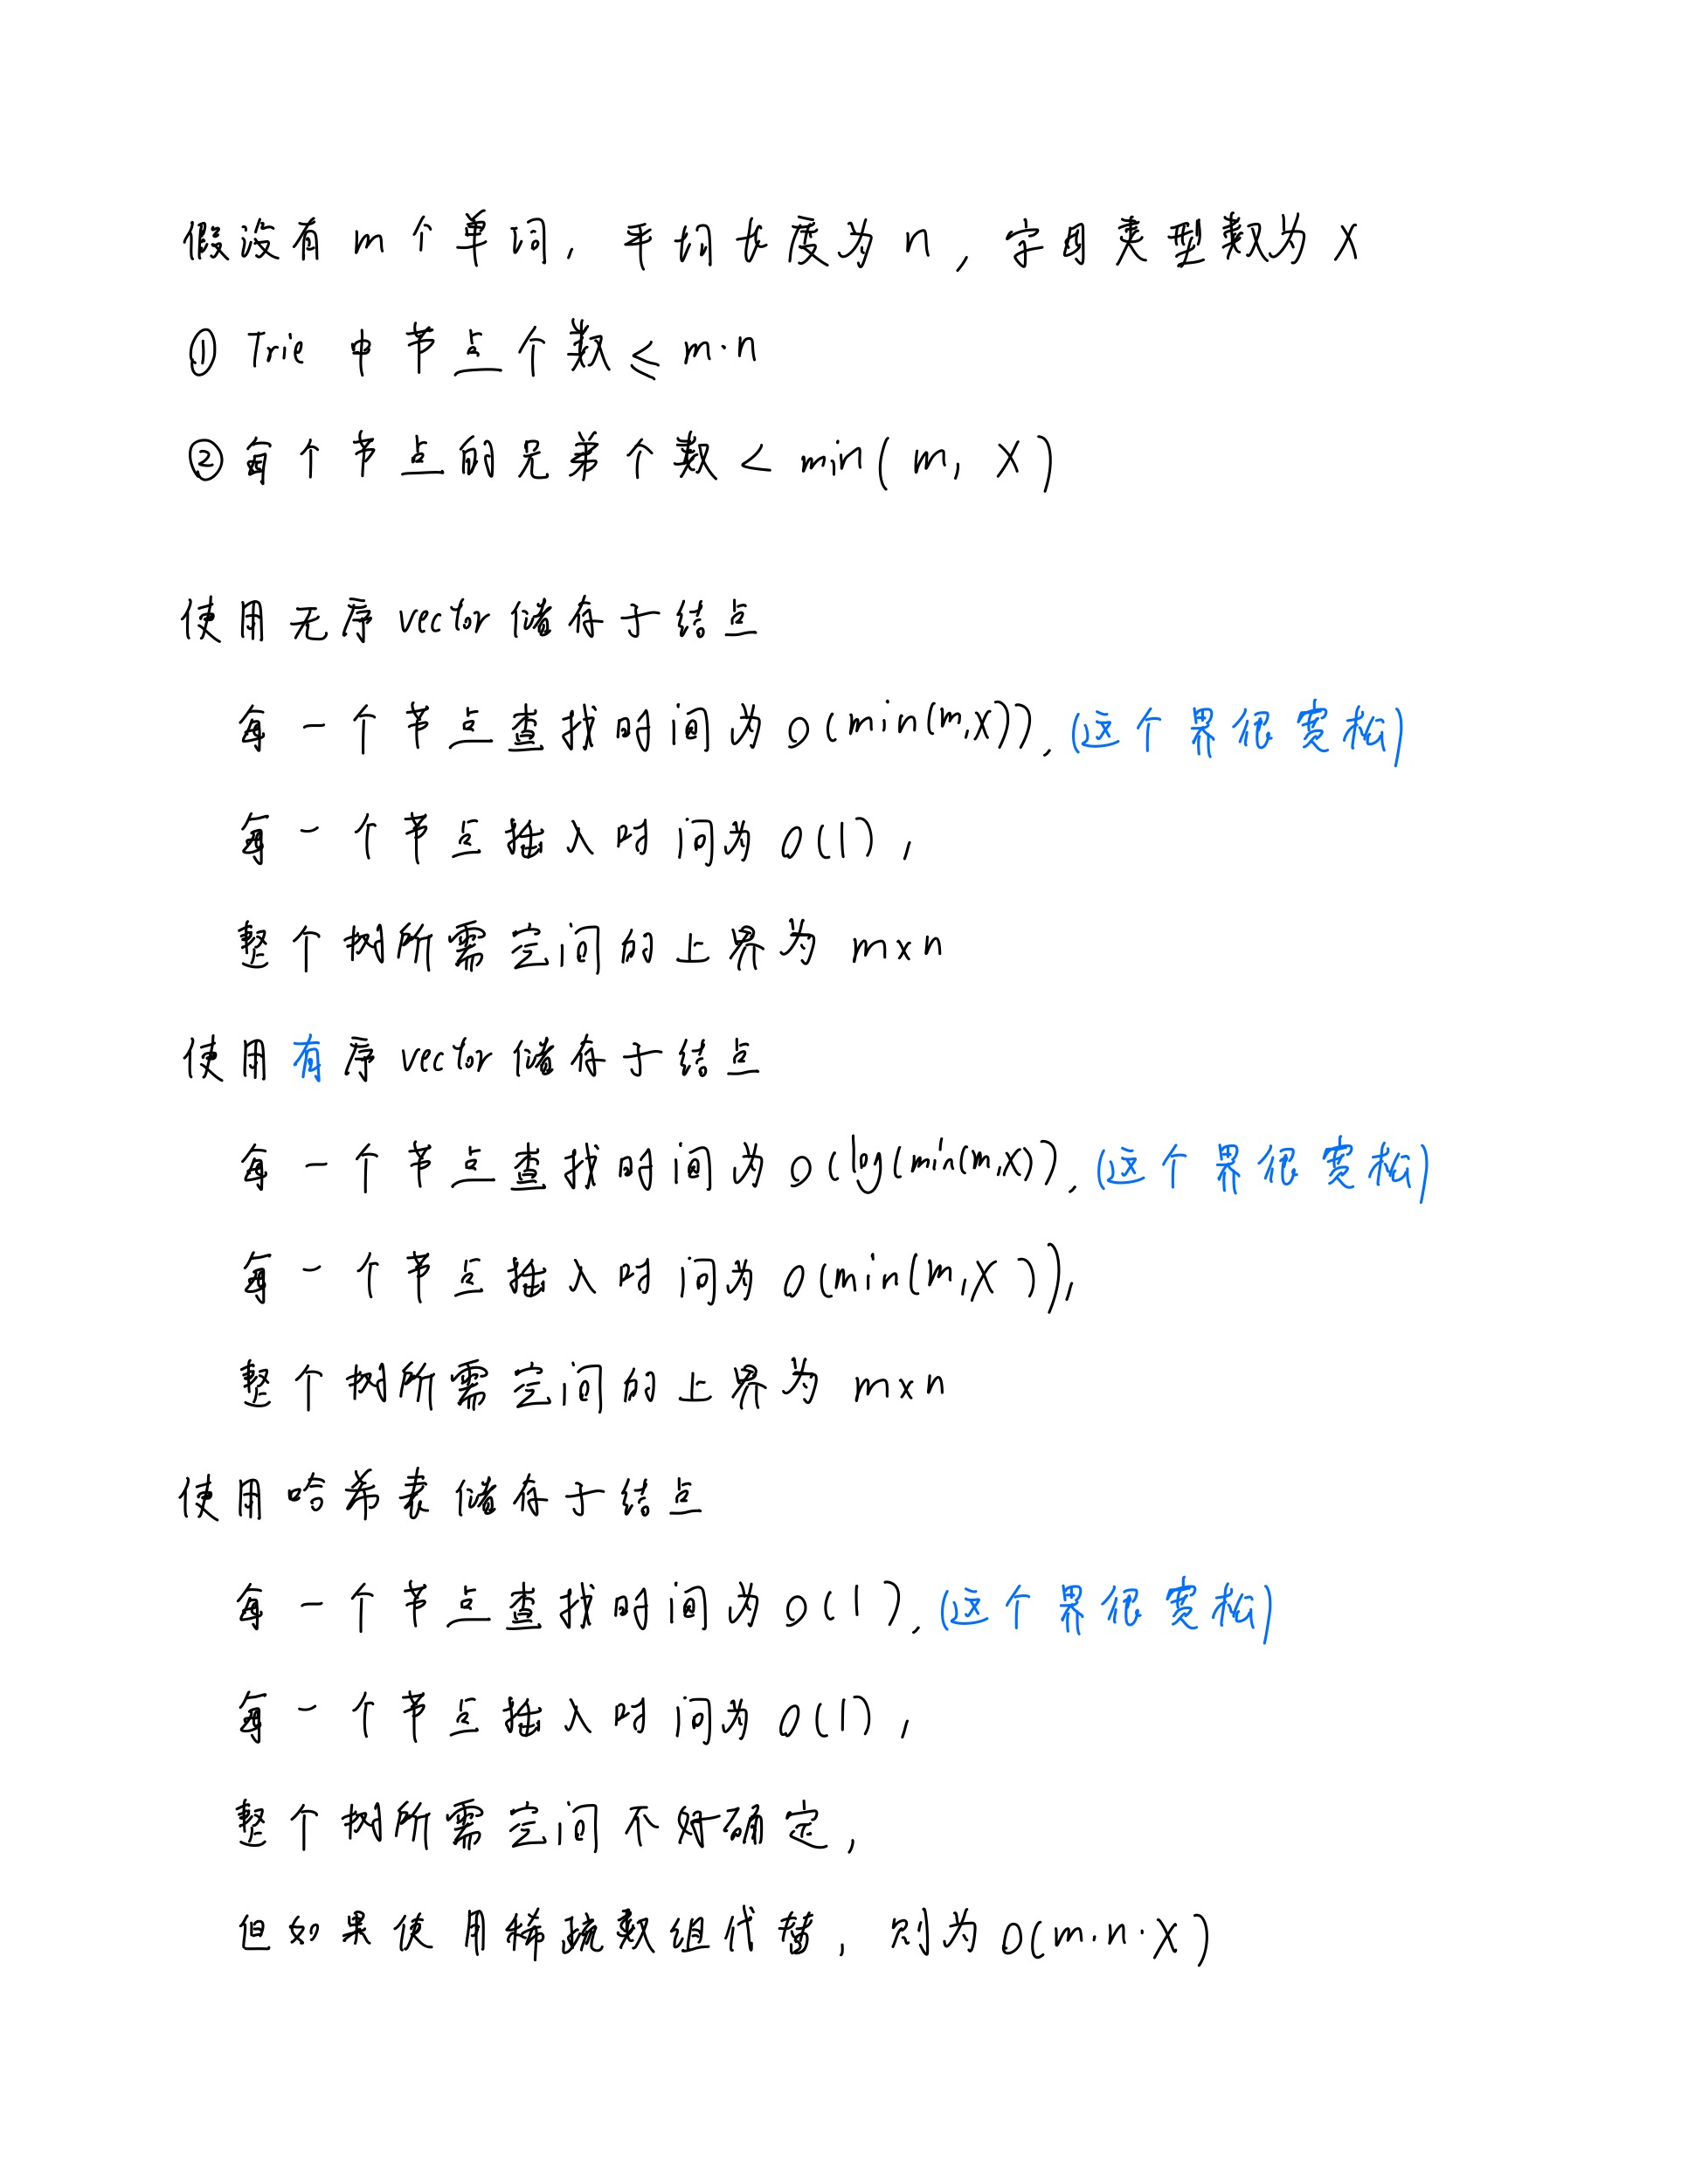 假设有 m 个单词, 平均长度为 n, 字母类型数为 X
① Trie 中节点个数 ≤ m·n
② 每个节点的兄弟个数 < min(m, X)
使用无序 vector 储存子结点
每一个节点查找时间为 O(min(m,X)). (这个界很宽松)
每一个节点插入时间为 O(1),
整个树所需空间的上界为 m×n
使用有序 vector 储存子结点
每一个节点查找时间为 O(log(min(m,X)). (这个界很宽松)
每一个节点插入时间为 O(min(m,X)),
整个树所需空间的上界为 m×n
使用哈希表储存子结点
每一个节点查找时间为 O(1). (这个界很宽松)
每一个节点插入时间为 O(1),
整个树所需空间不好确定,
但如果使用稀疏数组代替, 则为 O(m·n·X)